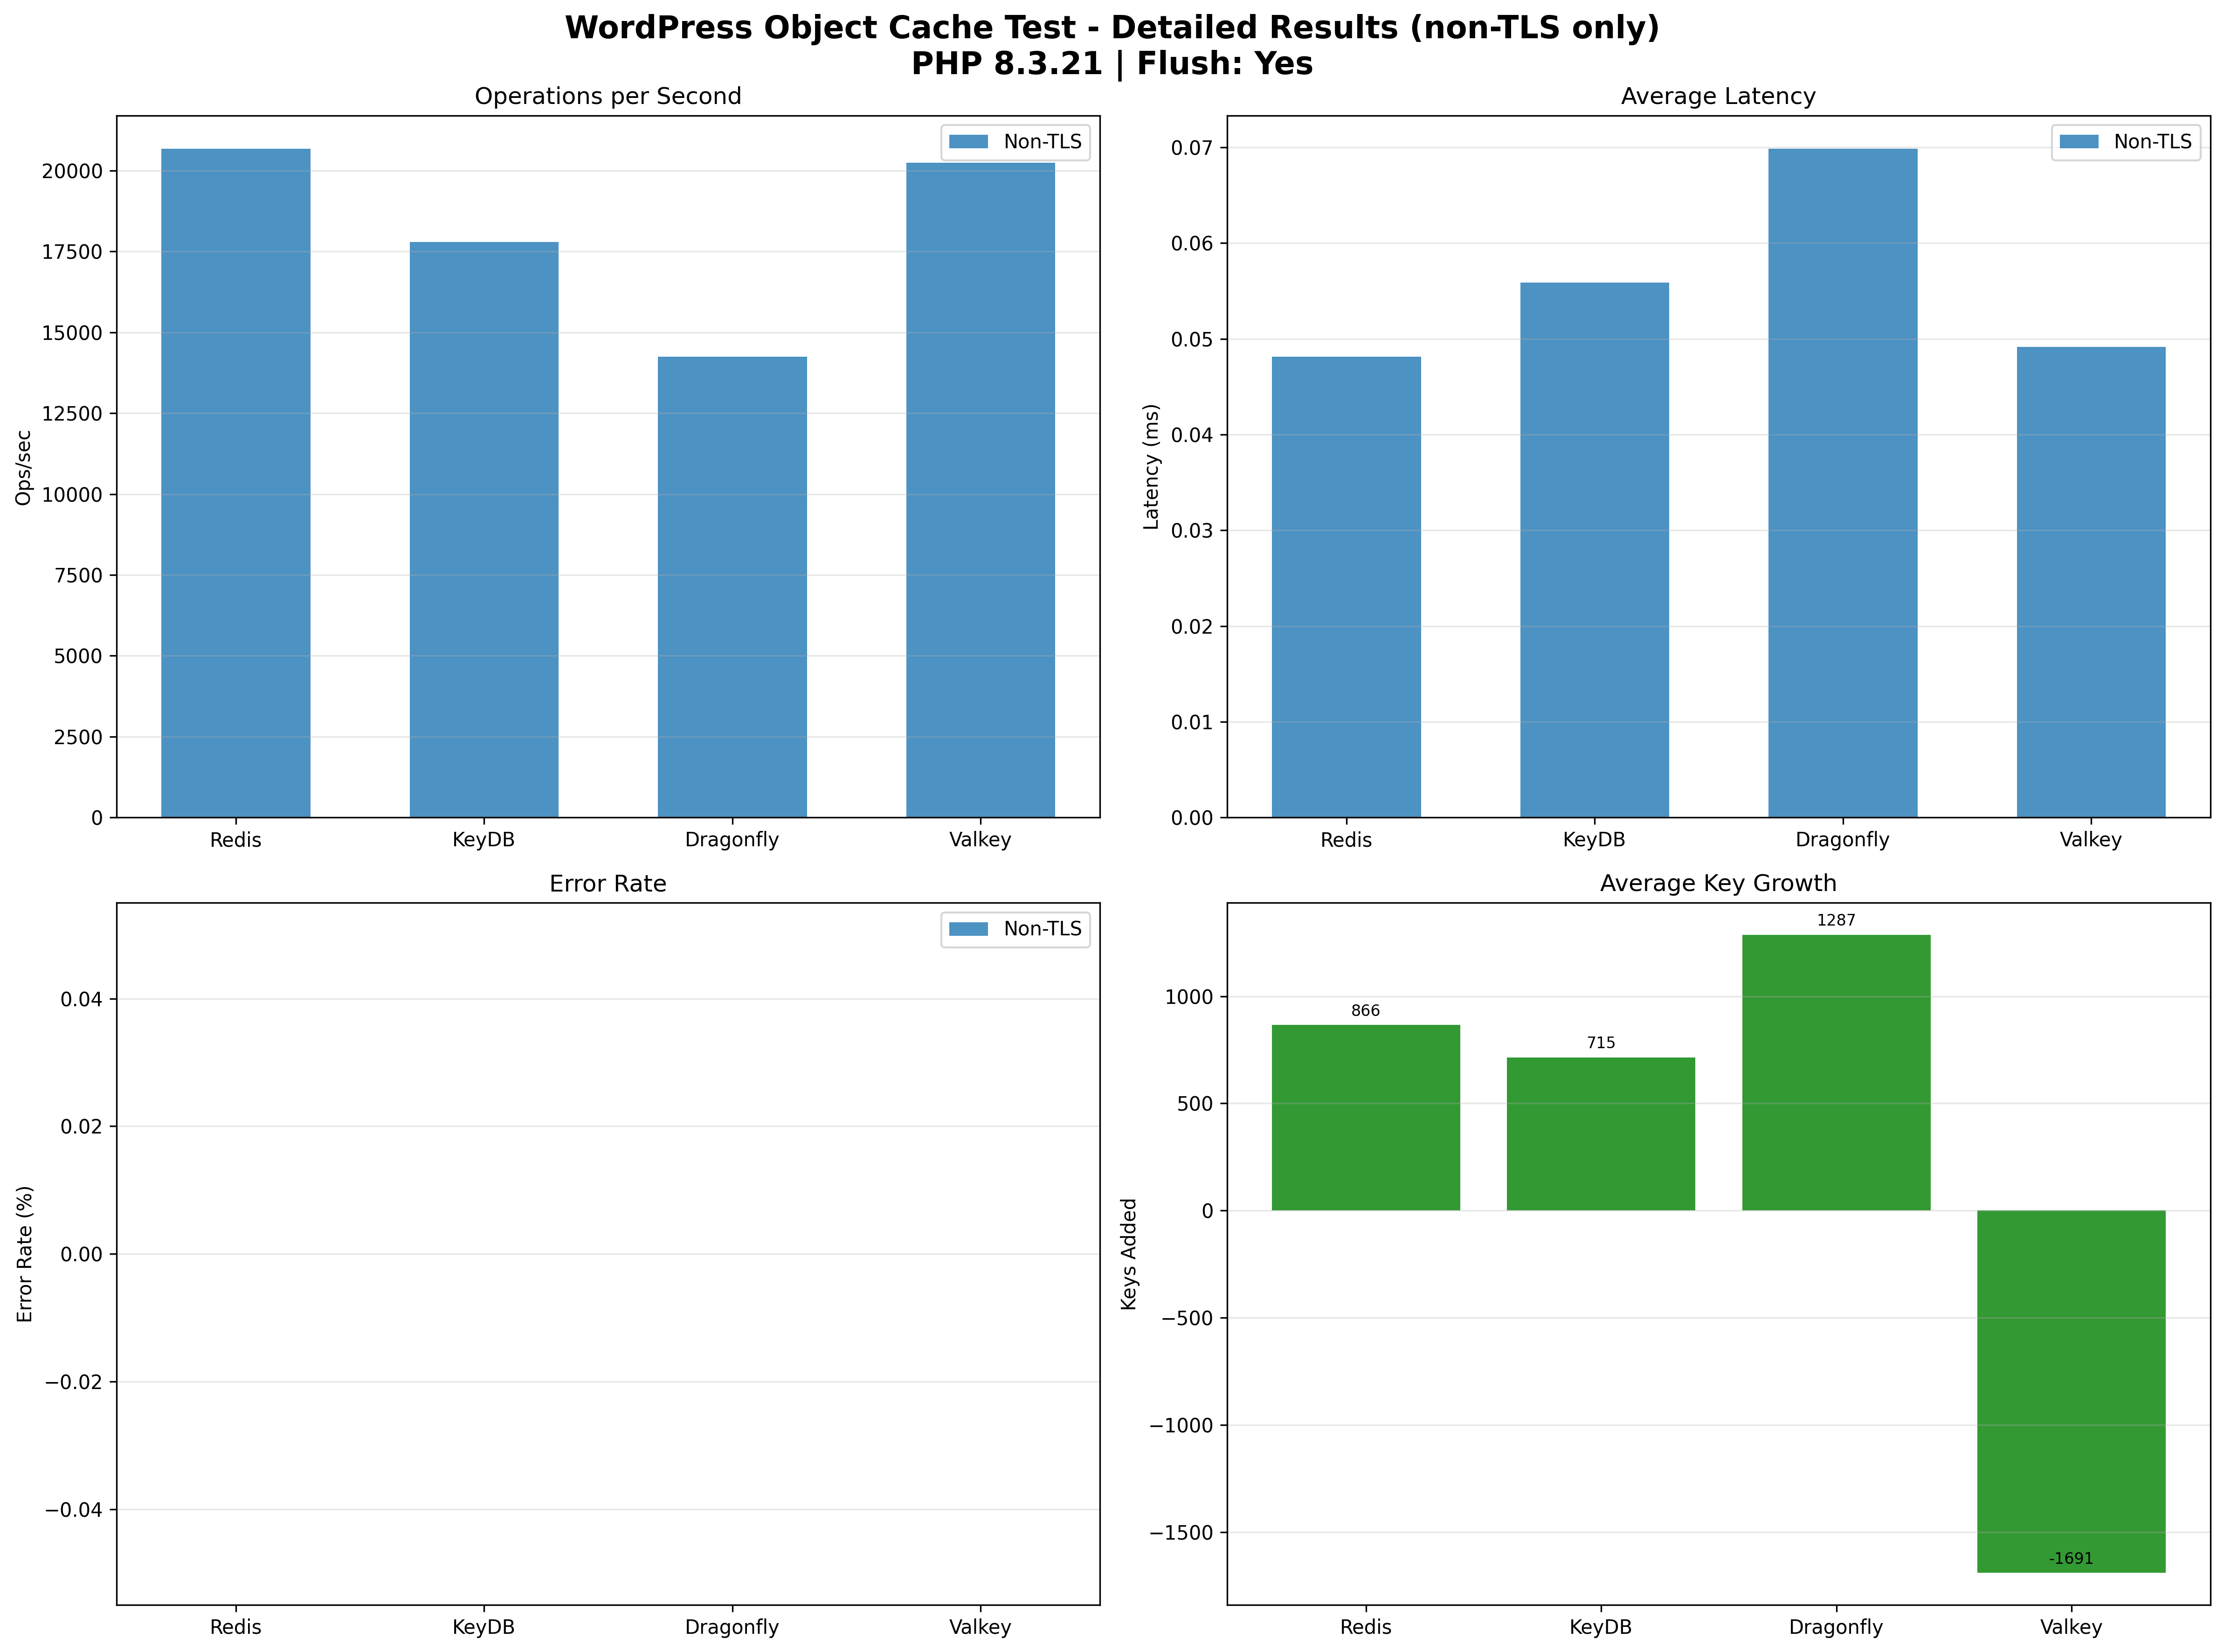 WordPress Object Cache Test - Detailed Results (non-TLS only)
PHP 8.3.21 | Flush: Yes
Operations per Second
Non-TLS
Ops/sec
20000
17500
15000
12500
10000
7500
5000
2500
0
Redis
KeyDB
Dragonfly
Valkey
Average Latency
Non-TLS
Latency (ms)
0.07
0.06
0.05
0.04
0.03
0.02
0.01
0.00
Redis
KeyDB
Dragonfly
Valkey
Error Rate
Non-TLS
Error Rate (%)
0.04
0.02
0.00
−0.02
−0.04
Redis
KeyDB
Dragonfly
Valkey
Average Key Growth
Keys Added
1000
500
0
−500
−1000
−1500
866
715
1287
-1691
Redis
KeyDB
Dragonfly
Valkey